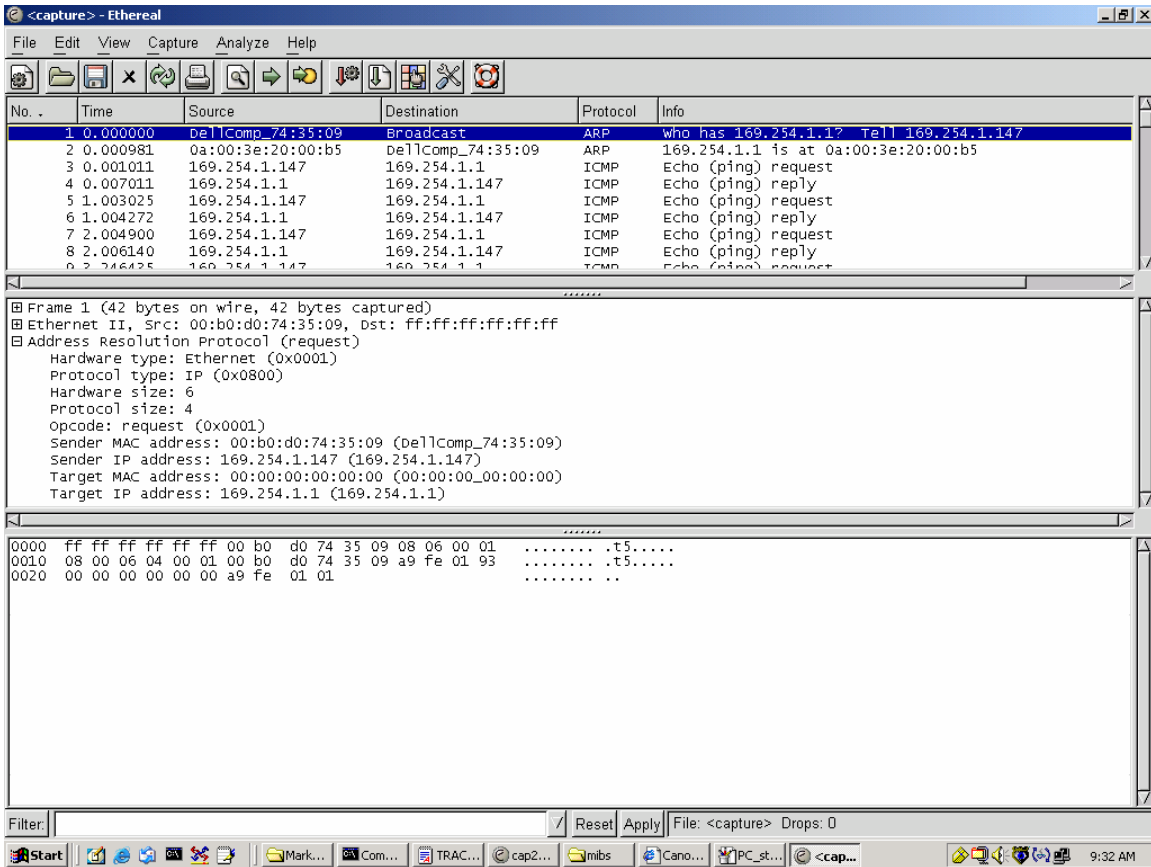 <capture> - Ethereal
File Edit View Capture Analyze Help
No. . Time Source Destination Protocol Info
1 0.000000 DellComp_74:35:09 Broadcast ARP who has 169.254.1.1? Tell 169.254.1.147
2 0.000981 0a:00:3e:20:00:b5 DellComp_74:35:09 ARP 169.254.1.1 is at 0a:00:3e:20:00:b5
3 0.001011 169.254.1.147 169.254.1.1 ICMP Echo (ping) request
4 0.007011 169.254.1.1 169.254.1.147 ICMP Echo (ping) reply
5 1.003025 169.254.1.147 169.254.1.1 ICMP Echo (ping) request
6 1.004272 169.254.1.1 169.254.1.147 ICMP Echo (ping) reply
7 2.004900 169.254.1.147 169.254.1.1 ICMP Echo (ping) request
8 2.006140 169.254.1.1 169.254.1.147 ICMP Echo (ping) reply
9 3.246435 169.254.1.147 169.254.1.1 ICMP Echo (ping) request
Frame 1 (42 bytes on wire, 42 bytes captured)
Ethernet II, Src: 00:b0:d0:74:35:09, Dst: ff:ff:ff:ff:ff:ff
Address Resolution Protocol (request)
Hardware type: Ethernet (0x0001)
Protocol type: IP (0x0800)
Hardware size: 6
Protocol size: 4
Opcode: request (0x0001)
Sender MAC address: 00:b0:d0:74:35:09 (DellComp_74:35:09)
Sender IP address: 169.254.1.147 (169.254.1.147)
Target MAC address: 00:00:00:00:00:00 (00:00:00_00:00:00)
Target IP address: 169.254.1.1 (169.254.1.1)
0000 ff ff ff ff ff ff 00 b0 d0 74 35 09 08 06 00 01 ........ .t5.....
0010 08 00 06 04 00 01 00 b0 d0 74 35 09 a9 fe 01 93 ........ .t5.....
0020 00 00 00 00 00 00 a9 fe 01 01 ........ ..
Filter: Reset Apply File: <capture> Drops: 0
Start Mark... Com... TRAC... cap2... mibs Cano... PC_st... <cap... 9:32 AM